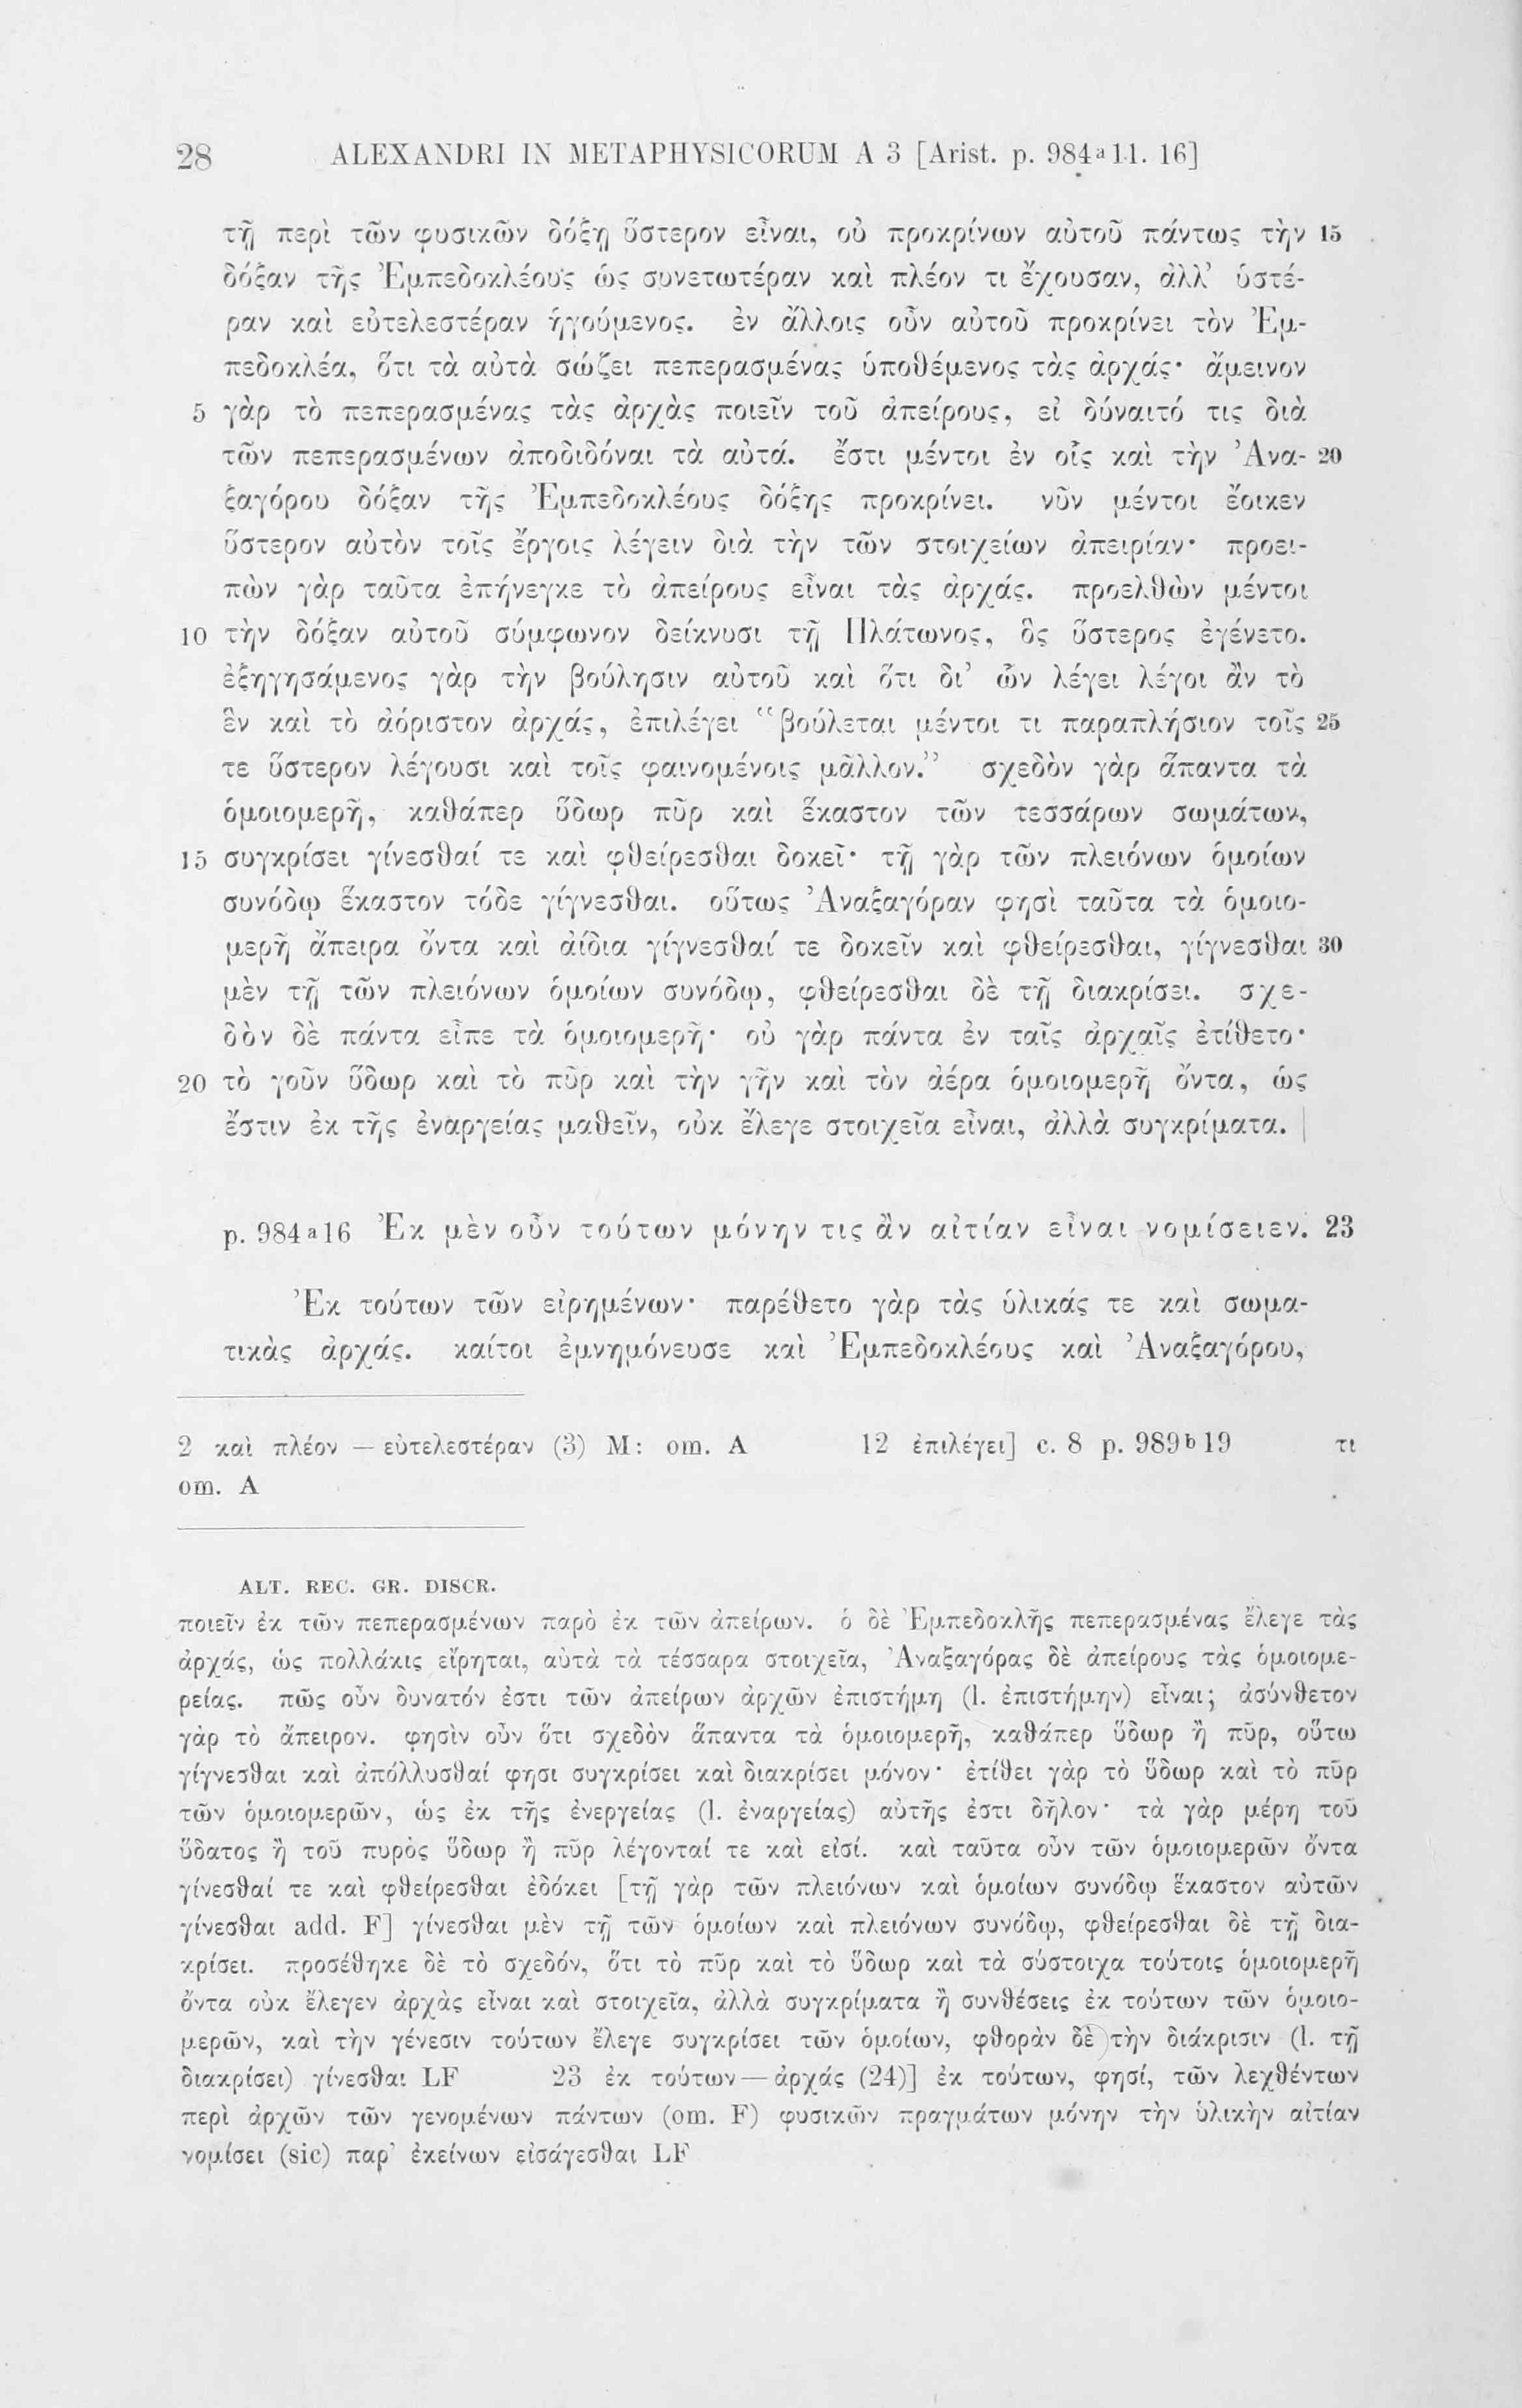 28 ALEXANDRI IN METAPHYSICORUM A 3 [Arist. p. 984a 11. 16]
τῇ περὶ τῶν φυσικῶν δόξῃ ὕστερον εἶναι, οὐ προκρίνων αὐτοῦ πάντως τὴν 15
δόξαν τῆς Ἐμπεδοκλέους ὡς συνετωτέραν καὶ πλέον τι ἔχουσαν, ἀλλ’ ὑστέ-
ραν καὶ εὐτελεστέραν ἡγούμενος. ἐν ἄλλοις οὖν αὐτοῦ προκρίνει τὸν Ἐμ-
πεδοκλέα, ὅτι τὰ αὐτὰ σώζει πεπερασμένας ὑποθέμενος τὰς ἀρχάς· ἄμεινον
5 γὰρ τὸ πεπερασμένας τὰς ἀρχὰς ποιεῖν τοῦ ἀπείρους, εἰ δύναιτό τις διὰ
τῶν πεπερασμένων ἀποδιδόναι τὰ αὐτά. ἔστι μέντοι ἐν οἷς καὶ τὴν Ἀνα- 20
ξαγόρου δόξαν τῆς Ἐμπεδοκλέους δόξης προκρίνει. νῦν μέντοι ἔοικεν
ὕστερον αὐτὸν τοῖς ἔργοις λέγειν διὰ τὴν τῶν στοιχείων ἀπειρίαν· προει-
πὼν γὰρ ταῦτα ἐπήνεγκε τὸ ἀπείρους εἶναι τὰς ἀρχάς. προελθὼν μέντοι
10 τὴν δόξαν αὐτοῦ σύμφωνον δείκνυσι τῇ Πλάτωνος, ὃς ὕστερος ἐγένετο.
ἐξηγησάμενος γὰρ τὴν βούλησιν αὐτοῦ καὶ ὅτι δι’ ὧν λέγει λέγοι ἂν τὸ
ἓν καὶ τὸ ἀόριστον ἀρχάς, ἐπιλέγει “βούλεται μέντοι τι παραπλήσιον τοῖς 25
τε ὕστερον λέγουσι καὶ τοῖς φαινομένοις μᾶλλον.” σχεδὸν γὰρ ἅπαντα τὰ
ὁμοιομερῆ, καθάπερ ὕδωρ πῦρ καὶ ἕκαστον τῶν τεσσάρων σωμάτων,
15 συγκρίσει γίνεσθαί τε καὶ φθείρεσθαι δοκεῖ· τῇ γὰρ τῶν πλειόνων ὁμοίων
συνόδῳ ἕκαστον τόδε γίγνεσθαι. οὕτως Ἀναξαγόραν φησὶ ταῦτα τὰ ὁμοιο-
μερῆ ἄπειρα ὄντα καὶ ἀίδια γίγνεσθαί τε δοκεῖν καὶ φθείρεσθαι, γίγνεσθαι 30
μὲν τῇ τῶν πλειόνων ὁμοίων συνόδῳ, φθείρεσθαι δὲ τῇ διακρίσει. σχε-
δὸν δὲ πάντα εἶπε τὰ ὁμοιομερῆ· οὐ γὰρ πάντα ἐν ταῖς ἀρχαῖς ἐτίθετο·
20 τὸ γοῦν ὕδωρ καὶ τὸ πῦρ καὶ τὴν γῆν καὶ τὸν ἀέρα ὁμοιομερῆ ὄντα, ὡς
ἔστιν ἐκ τῆς ἐναργείας μαθεῖν, οὐκ ἔλεγε στοιχεῖα εἶναι, ἀλλὰ συγκρίματα. |
p. 984a16 Ἐκ μὲν οὖν τούτων μόνην τις ἂν αἰτίαν εἶναι νομίσειεν. 23
Ἐκ τούτων τῶν εἰρημένων· παρέθετο γὰρ τὰς ὑλικάς τε καὶ σωμα-
τικὰς ἀρχάς. καίτοι ἐμνημόνευσε καὶ Ἐμπεδοκλέους καὶ Ἀναξαγόρου,
2 καὶ πλέον — εὐτελεστέραν (3) M: om. A 12 ἐπιλέγει] c. 8 p. 989b19 τι
om. A
ALT. REC. GR. DISCR.
ποιεῖν ἐκ τῶν πεπερασμένων παρὸ ἐκ τῶν ἀπείρων. ὁ δὲ Ἐμπεδοκλῆς πεπερασμένας ἔλεγε τὰς
ἀρχάς, ὡς πολλάκις εἴρηται, αὐτὰ τὰ τέσσαρα στοιχεῖα, Ἀναξαγόρας δὲ ἀπείρους τὰς ὁμοιομε-
ρείας. πῶς οὖν δυνατόν ἐστι τῶν ἀπείρων ἀρχῶν ἐπιστήμη (l. ἐπιστήμην) εἶναι; ἀσύνθετον
γὰρ τὸ ἄπειρον. φησὶν οὖν ὅτι σχεδὸν ἅπαντα τὰ ὁμοιομερῆ, καθάπερ ὕδωρ ἢ πῦρ, οὕτω
γίγνεσθαι καὶ ἀπόλλυσθαί φησι συγκρίσει καὶ διακρίσει μόνον· ἐτίθει γὰρ τὸ ὕδωρ καὶ τὸ πῦρ
τῶν ὁμοιομερῶν, ὡς ἐκ τῆς ἐνεργείας (l. ἐναργείας) αὐτῆς ἐστι δῆλον· τὰ γὰρ μέρη τοῦ
ὕδατος ἢ τοῦ πυρὸς ὕδωρ ἢ πῦρ λέγονταί τε καὶ εἰσί. καὶ ταῦτα οὖν τῶν ὁμοιομερῶν ὄντα
γίνεσθαί τε καὶ φθείρεσθαι ἐδόκει [τῇ γὰρ τῶν πλειόνων καὶ ὁμοίων συνόδῳ ἕκαστον αὐτῶν
γίνεσθαι add. F] γίνεσθαι μὲν τῇ τῶν ὁμοίων καὶ πλειόνων συνόδῳ, φθείρεσθαι δὲ τῇ δια-
κρίσει. προσέθηκε δὲ τὸ σχεδόν, ὅτι τὸ πῦρ καὶ τὸ ὕδωρ καὶ τὰ σύστοιχα τούτοις ὁμοιομερῆ
ὄντα οὐκ ἔλεγεν ἀρχὰς εἶναι καὶ στοιχεῖα, ἀλλὰ συγκρίματα ἢ συνθέσεις ἐκ τούτων τῶν ὁμοιο-
μερῶν, καὶ τὴν γένεσιν τούτων ἔλεγε συγκρίσει τῶν ὁμοίων, φθορὰν δὲ τὴν διάκρισιν (l. τῇ
διακρίσει) γίνεσθαι LF 23 ἐκ τούτων — ἀρχάς (24)] ἐκ τούτων, φησί, τῶν λεχθέντων
περὶ ἀρχῶν τῶν γενομένων πάντων (om. F) φυσικῶν πραγμάτων μόνην τὴν ὑλικὴν αἰτίαν
νομίσει (sic) παρ’ ἐκείνων εἰσάγεσθαι LF